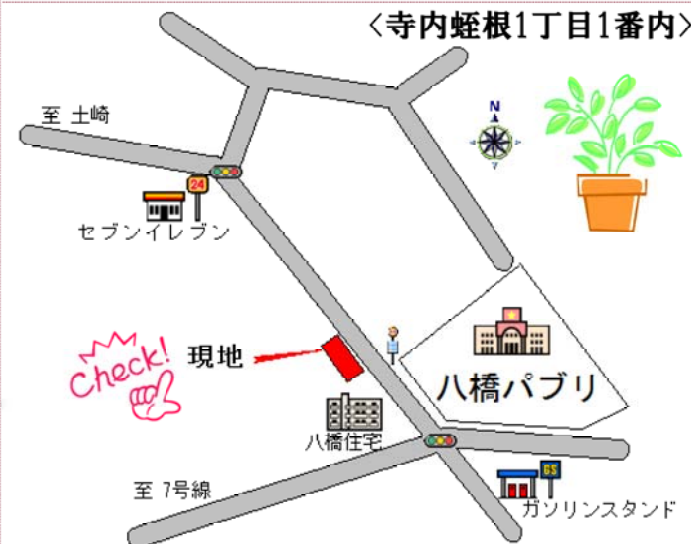 <寺内蛭根1丁目1番内>
至 土崎
N
24
セブンイレブン
Check!
現地
八橋パブリ
八橋住宅
至 7号線
GS
ガソリンスタンド